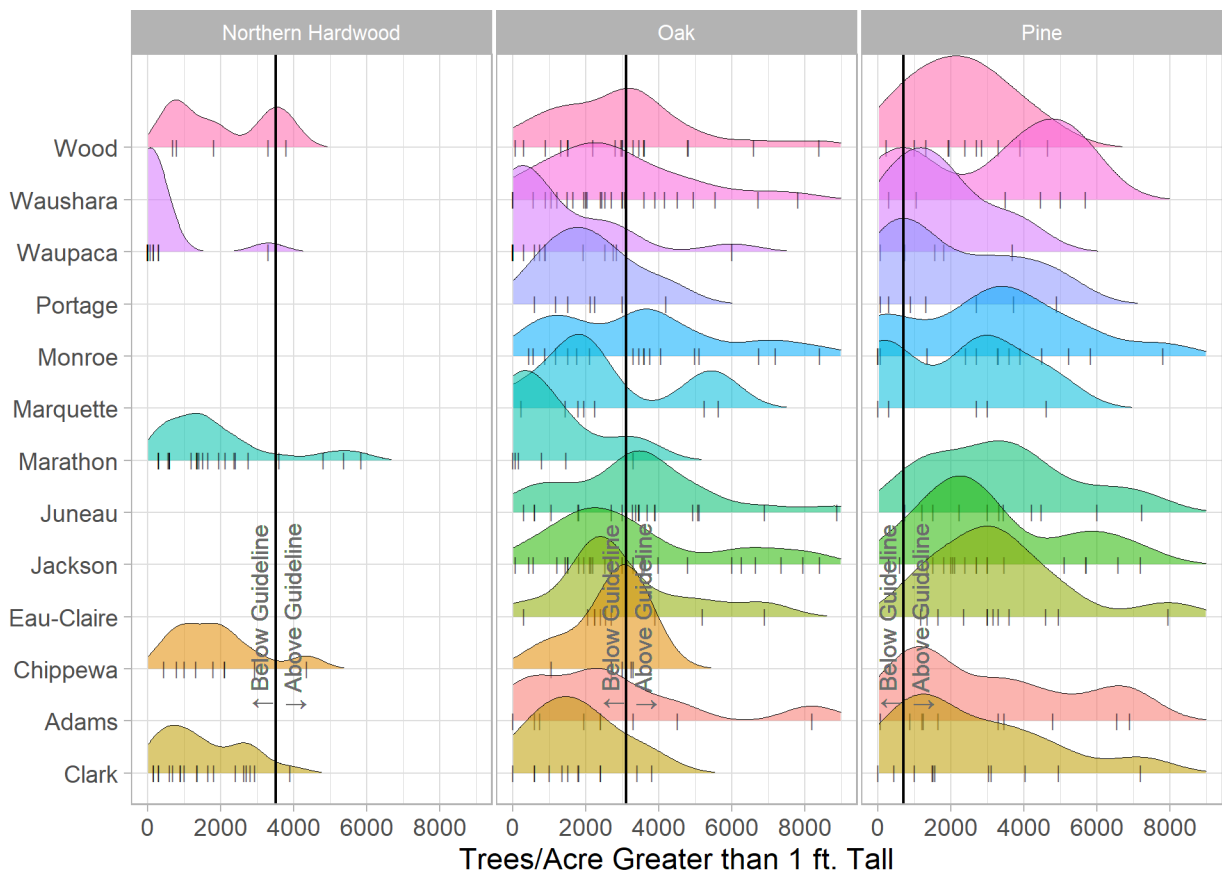 Northern Hardwood
Oak
Pine
Wood
Waushara
Waupaca
Portage
Monroe
Marquette
Marathon
Juneau
Jackson
Eau-Claire
Chippewa
Adams
Clark
← Below Guideline
Above Guideline →
← Below Guideline
Above Guideline →
← Below Guideline
Above Guideline →
0 2000 4000 6000 8000
0 2000 4000 6000 8000
0 2000 4000 6000 8000
Trees/Acre Greater than 1 ft. Tall